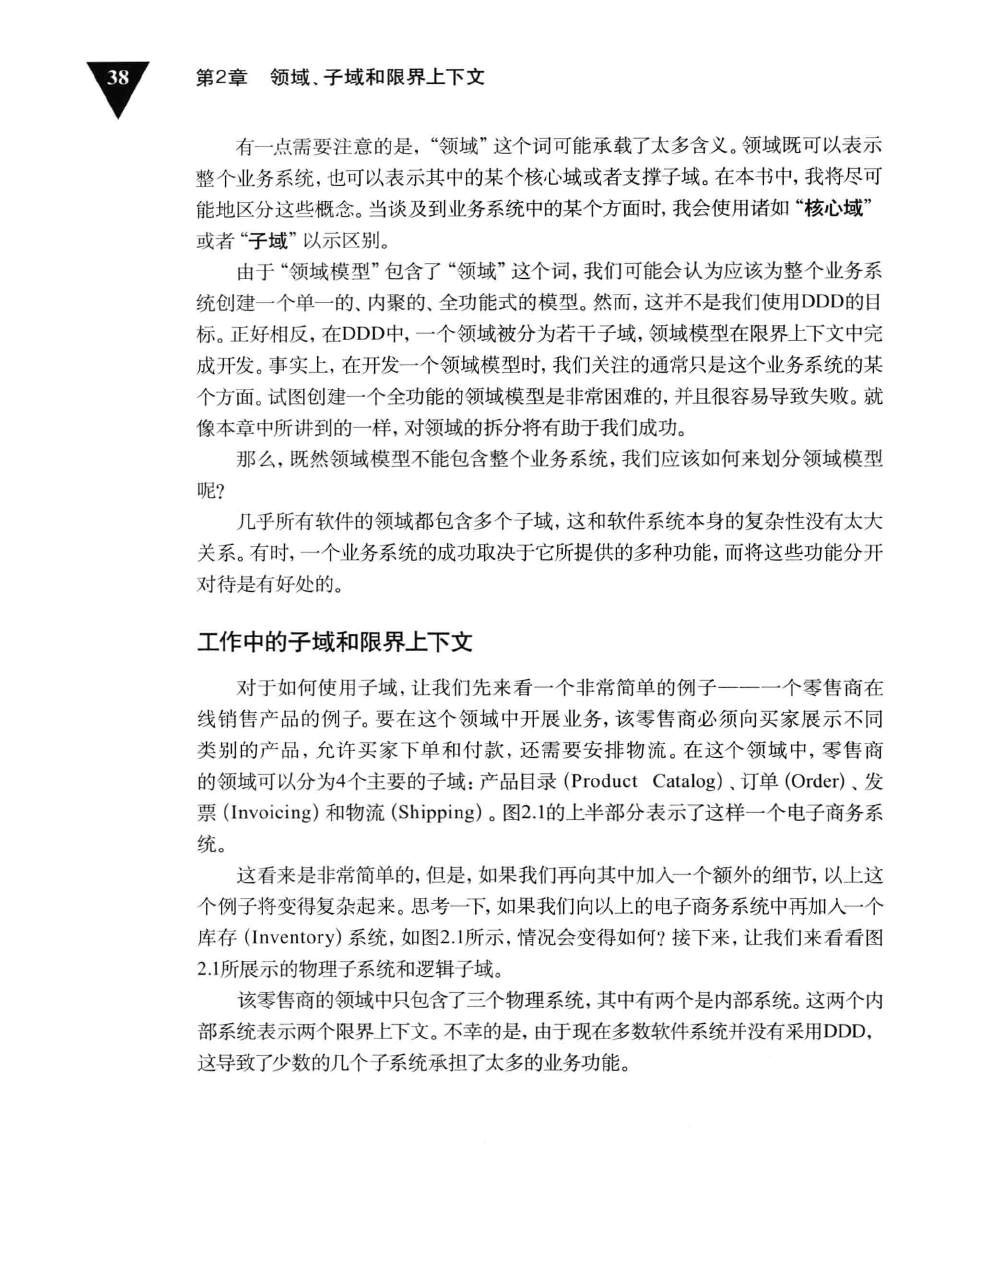 38
第2章 领域、子域和限界上下文
有一点需要注意的是，“领域”这个词可能承载了太多含义。领域既可以表示
整个业务系统，也可以表示其中的某个核心域或者支撑子域。在本书中，我将尽可
能地区分这些概念。当谈及到业务系统中的某个方面时，我会使用诸如“核心域”
或者“子域”以示区别。
由于“领域模型”包含了“领域”这个词，我们可能会认为应该为整个业务系
统创建一个单一的、内聚的、全功能式的模型。然而，这并不是我们使用DDD的目
标。正好相反，在DDD中，一个领域被分为若干子域，领域模型在限界上下文中完
成开发。事实上，在开发一个领域模型时，我们关注的通常只是这个业务系统的某
个方面。试图创建一个全功能的领域模型是非常困难的，并且很容易导致失败。就
像本章中所讲到的一样，对领域的拆分将有助于我们成功。
那么，既然领域模型不能包含整个业务系统，我们应该如何来划分领域模型
呢？
几乎所有软件的领域都包含多个子域，这和软件系统本身的复杂性没有太大
关系。有时，一个业务系统的成功取决于它所提供的多种功能，而将这些功能分开
对待是有好处的。
工作中的子域和限界上下文
对于如何使用子域，让我们先来看一个非常简单的例子——一个零售商在
线销售产品的例子。要在这个领域中开展业务，该零售商必须向买家展示不同
类别的产品，允许买家下单和付款，还需要安排物流。在这个领域中，零售商
的领域可以分为4个主要的子域：产品目录（Product Catalog）、订单（Order）、发
票（Invoicing）和物流（Shipping）。图2.1的上半部分表示了这样一个电子商务系
统。
这看来是非常简单的，但是，如果我们再向其中加入一个额外的细节，以上这
个例子将变得复杂起来。思考一下，如果我们向以上的电子商务系统中再加入一个
库存（Inventory）系统，如图2.1所示，情况会变得如何？接下来，让我们来看看图
2.1所展示的物理子系统和逻辑子域。
该零售商的领域中只包含了三个物理系统，其中有两个是内部系统。这两个内
部系统表示两个限界上下文。不幸的是，由于现在多数软件系统并没有采用DDD，
这导致了少数的几个子系统承担了太多的业务功能。